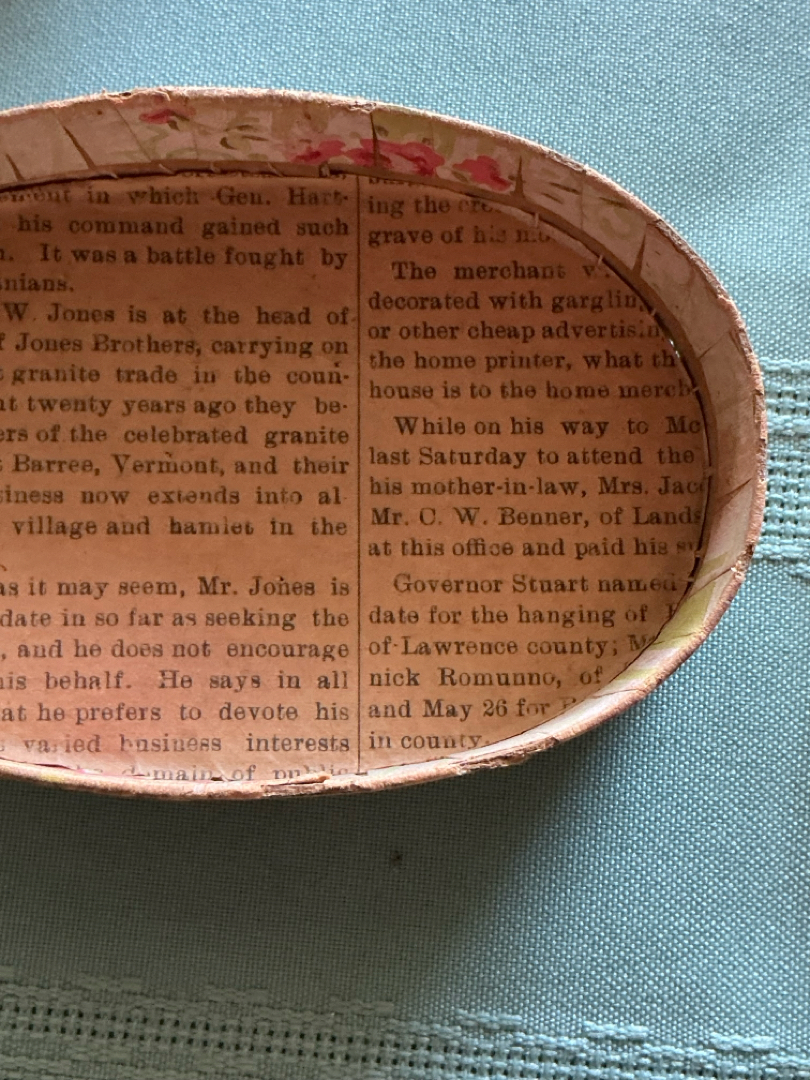 in which Gen. Hart-
his command gained such
It was a battle fought by
nians.
W. Jones is at the head of
Jones Brothers, carrying on
granite trade in the coun-
twenty years ago they be-
ers of the celebrated granite
Barree, Vermont, and their
siness now extends into al
village and hamlet in the
as it may seem, Mr. Jones is
date in so far as seeking the
, and he does not encourage
his behalf. He says in all
at he prefers to devote his
varied business interests
of public
ing the
grave of his
The merchant
decorated with
or other cheap
the home printer, what
house is to the home
While on his way to
last Saturday to attend the
his mother-in-law, Mrs.
Mr. C. W. Benner, of
at this office and paid his
Governor Stuart named
date for the hanging of
of Lawrence county;
nick Romunno, of
and May 26 for
in county.